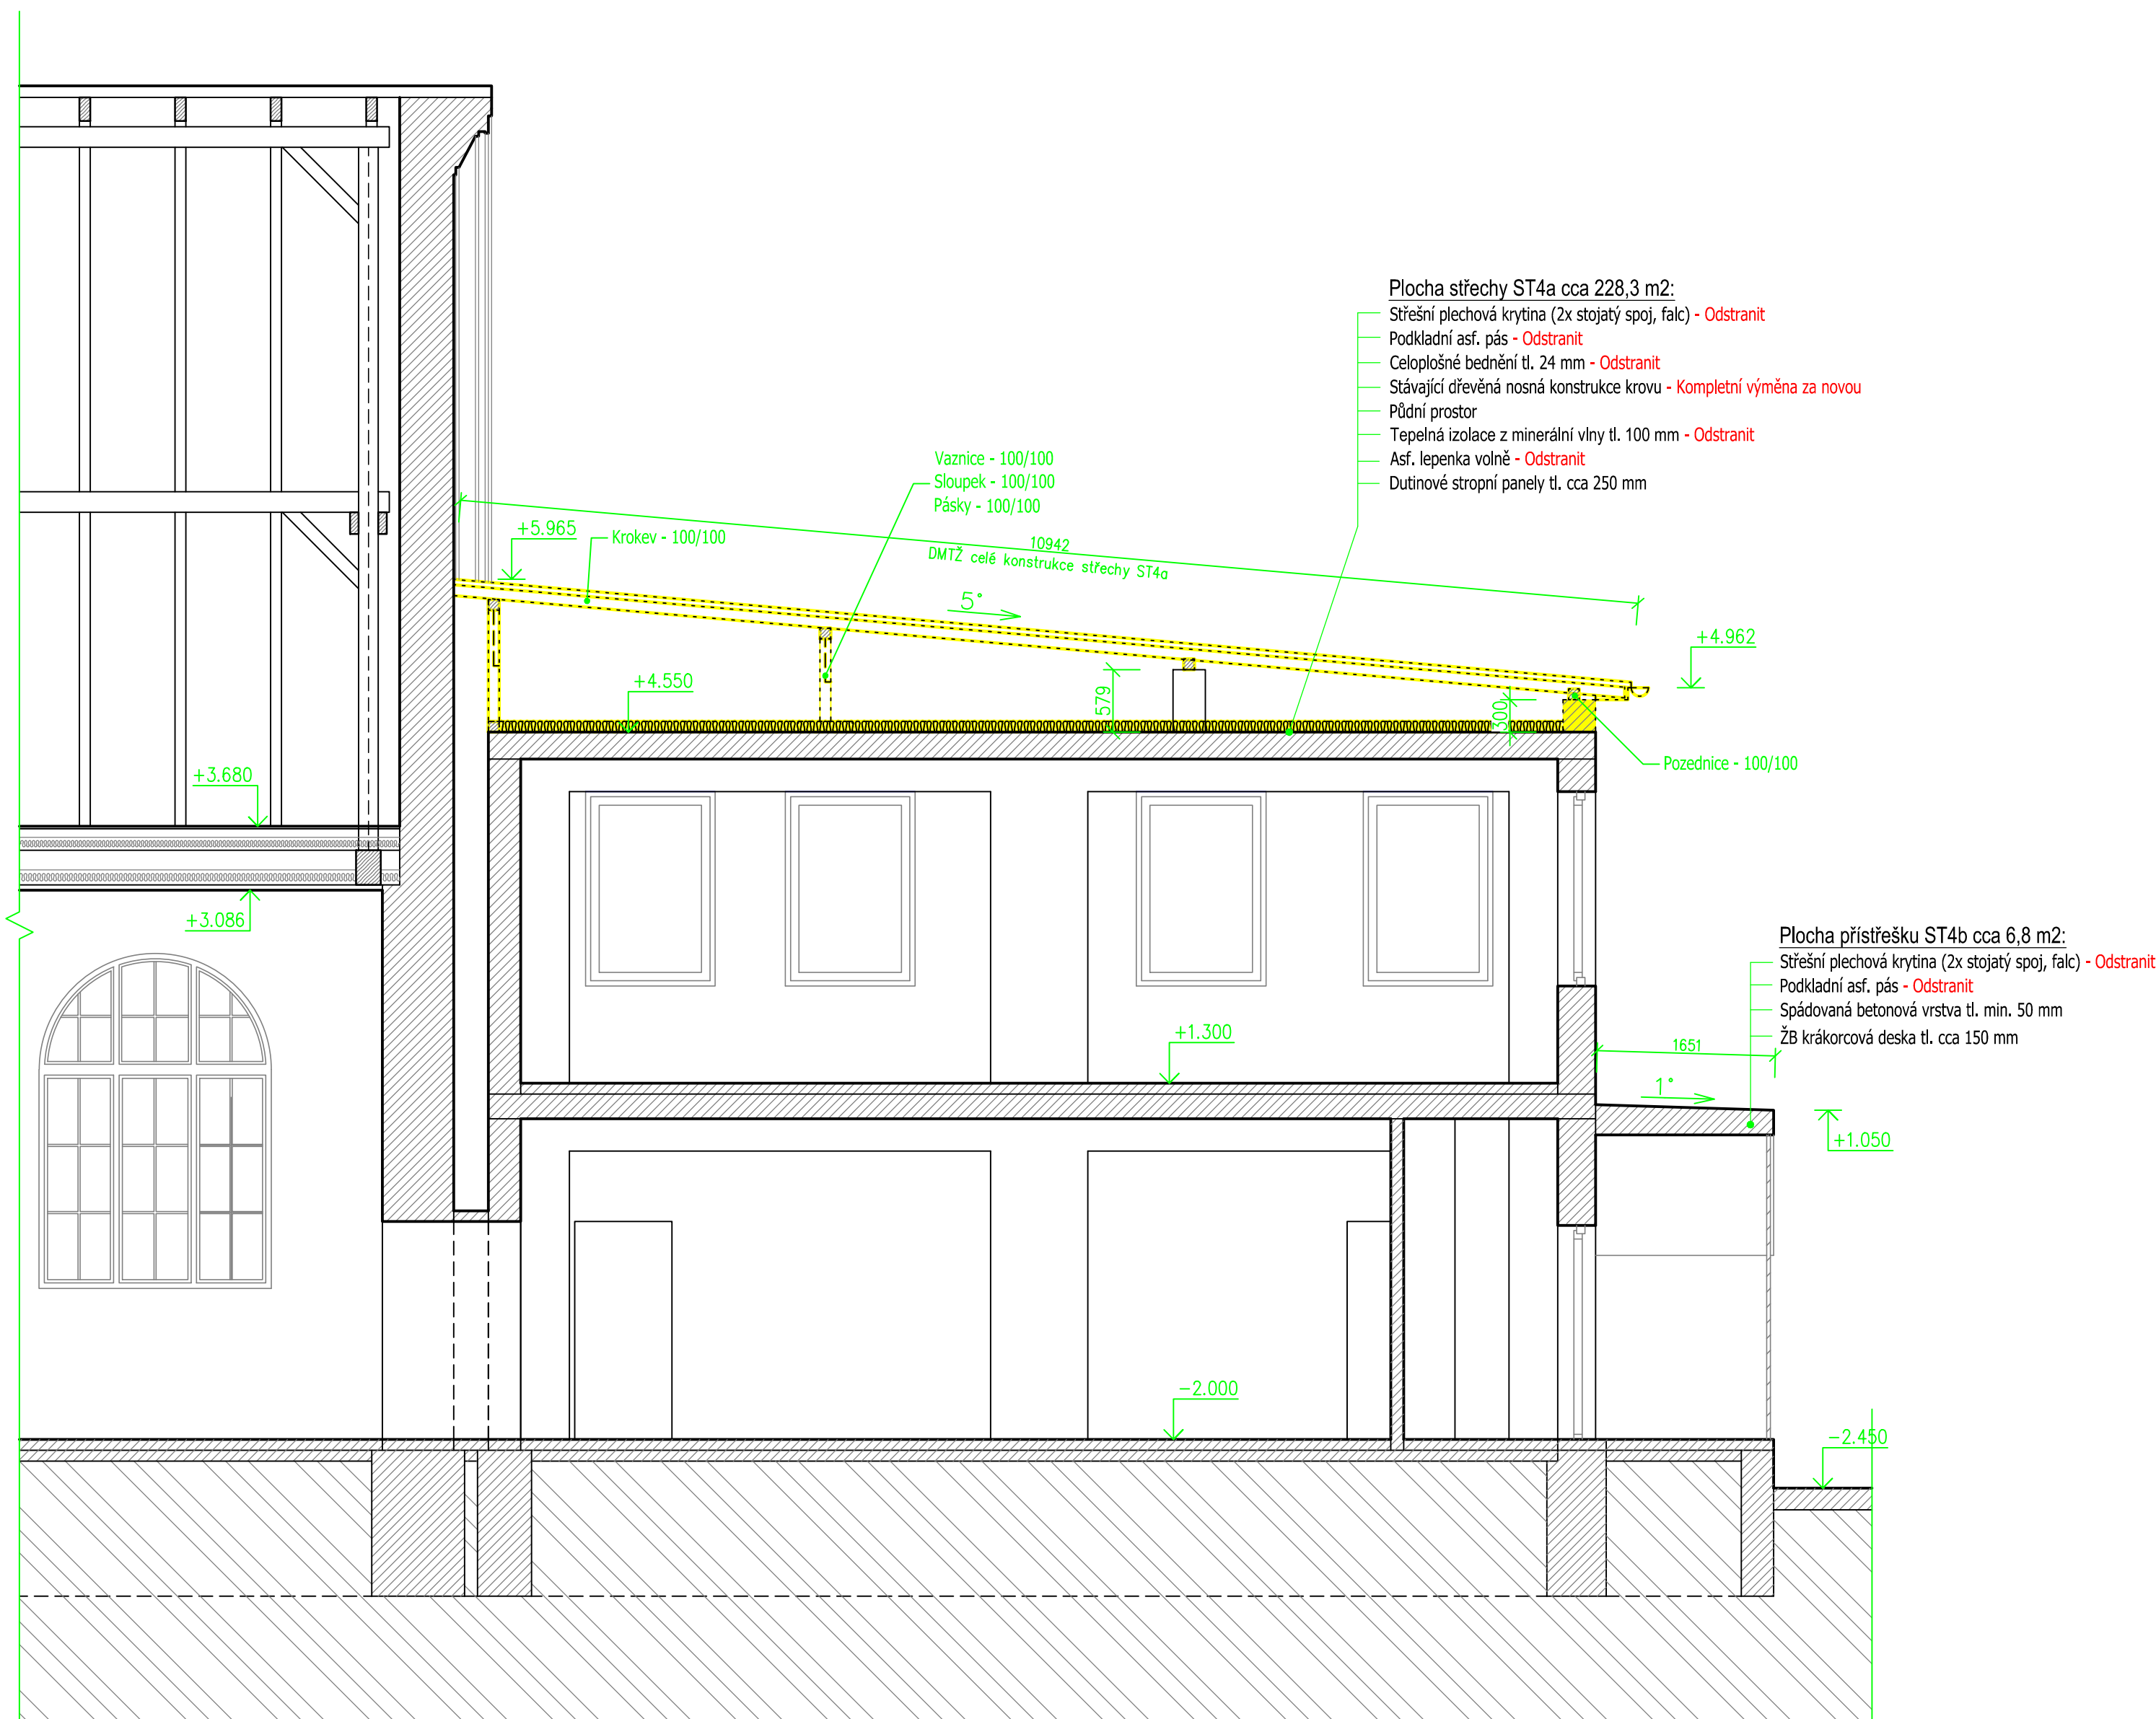 Plocha střechy ST4a cca 228,3 m2:
Střešní plechová krytina (2x stojatý spoj, falc) - Odstranit
Podkladní asf. pás - Odstranit
Celoplošné bednění tl. 24 mm - Odstranit
Stávající dřevěná nosná konstrukce krovu - Kompletní výměna za novou
Půdní prostor
Tepelná izolace z minerální vlny tl. 100 mm - Odstranit
Asf. lepenka volně - Odstranit
Dutinové stropní panely tl. cca 250 mm
Vaznice - 100/100
Sloupek - 100/100
Pásky - 100/100
+5.965
Krokev - 100/100
10942
DMTŽ celé konstrukce střechy ST4a
5°
+4.962
+4.550
579
300
Pozednice - 100/100
+3.680
+3.086
Plocha přístřešku ST4b cca 6,8 m2:
Střešní plechová krytina (2x stojatý spoj, falc) - Odstranit
Podkladní asf. pás - Odstranit
Spádovaná betonová vrstva tl. min. 50 mm
ŽB krákorcová deska tl. cca 150 mm
+1.300
1651
1°
+1.050
-2.000
-2.450